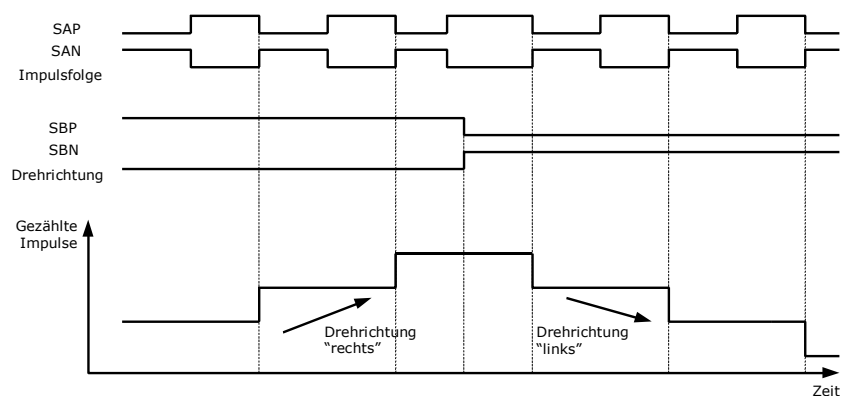 SAP
SAN
Impulsfolge
SBP
SBN
Drehrichtung
Gezählte
Impulse
Drehrichtung
“rechts”
Drehrichtung
“links”
Zeit